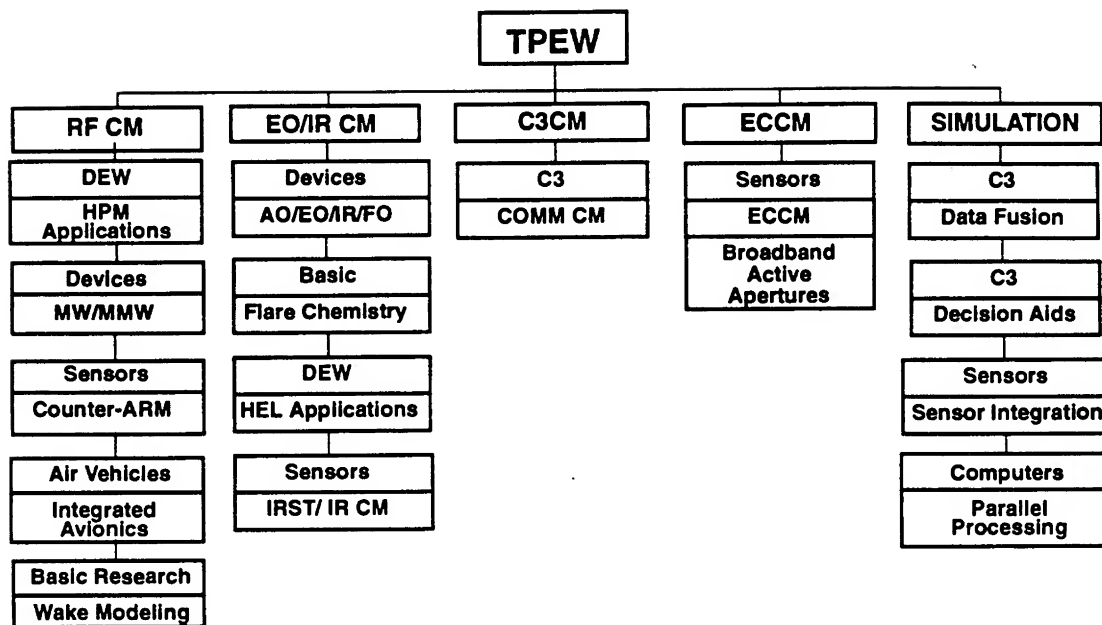 TPEW
RF CM
DEW
HPM
Applications
Devices
MW/MMW
Sensors
Counter-ARM
Air Vehicles
Integrated
Avionics
Basic Research
Wake Modeling
EO/IR CM
Devices
AO/EO/IR/FO
Basic
Flare Chemistry
DEW
HEL Applications
Sensors
IRST/ IR CM
C3CM
C3
COMM CM
ECCM
Sensors
ECCM
Broadband
Active
Apertures
SIMULATION
C3
Data Fusion
C3
Decision Aids
Sensors
Sensor Integration
Computers
Parallel
Processing